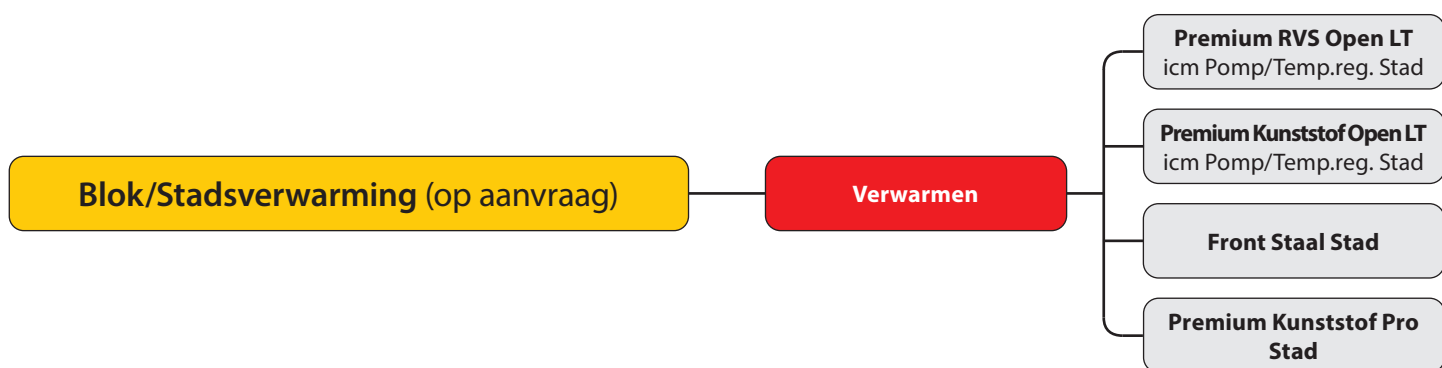 Blok/Stadsverwarming (op aanvraag)
Verwarmen
Premium RVS Open LT
icm Pomp/Temp.reg. Stad
Premium Kunststof Open LT
icm Pomp/Temp.reg. Stad
Front Staal Stad
Premium Kunststof Pro
Stad